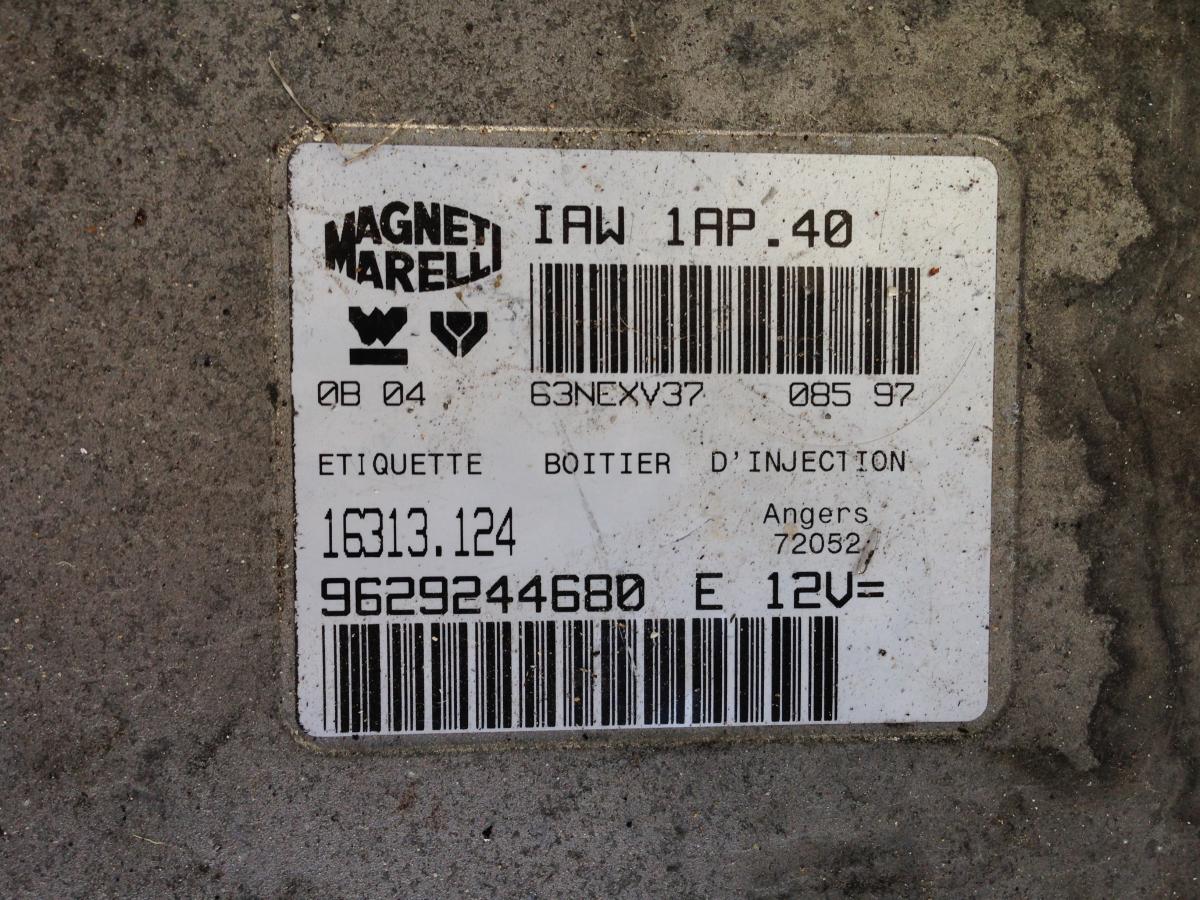 MAGNETI
MARELLI
IAW 1AP.40
0B 04 63NEXV37 085 97
ETIQUETTE BOITIER D'INJECTION
16313.124
Angers
72052
9629244680 E 12V=